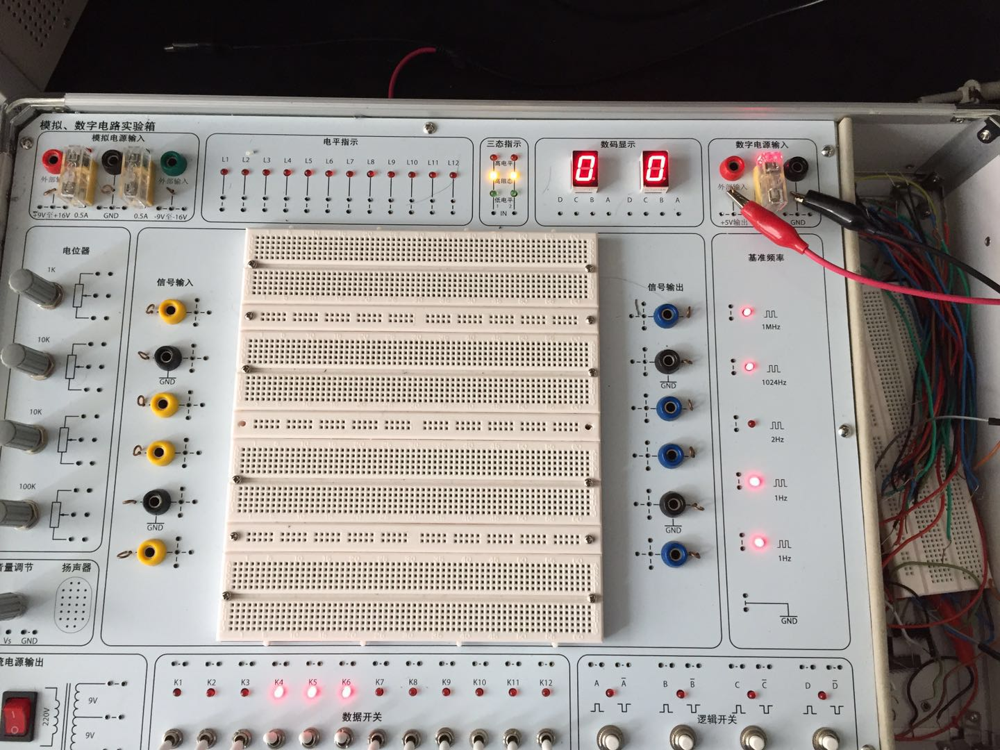 模拟、数字电路实验箱
模拟电源输入
外部输入
外部输入
+9V至+16V 0.5A GND 0.5A -9V至-16V
电平指示
L1 L2 L3 L4 L5 L6 L7 L8 L9 L10 L11 L12
三态指示
高电平
高阻态
低电平
1 2
IN
数码显示
0 0
D C B A D C B A
数字电源输入
外部输入
+5V输出 GND
电位器
1K
10K
10K
100K
信号输入
GND
GND
信号输出
GND
GND
基准频率
1MHz
1024Hz
2Hz
1Hz
1Hz
GND
音量调节 扬声器
Vs GND
流电源输出
220V
9V
9V
K1 K2 K3 K4 K5 K6 K7 K8 K9 K10 K11 K12
数据开关
A A̅ B B̅ C C̅ D D̅
逻辑开关